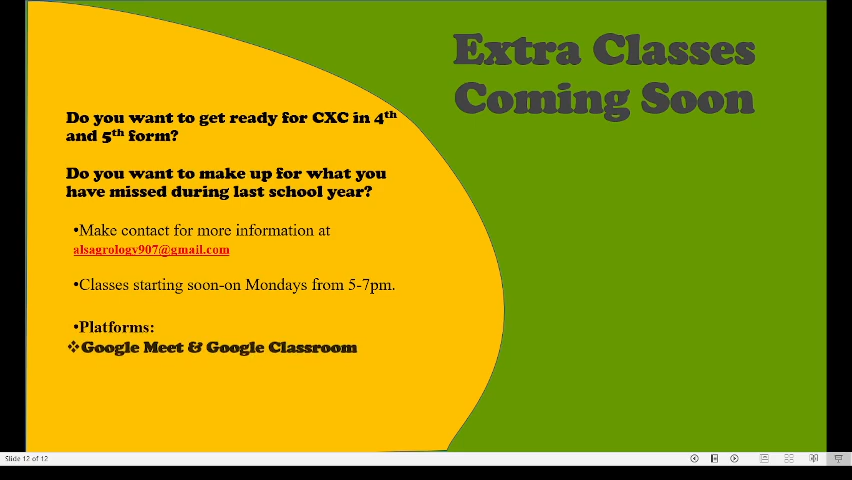 Extra Classes
Coming Soon
Do you want to get ready for CXC in 4th
and 5th form?
Do you want to make up for what you
have missed during last school year?
•Make contact for more information at
alsagrology907@gmail.com
•Classes starting soon-on Mondays from 5-7pm.
•Platforms:
❖Google Meet & Google Classroom
Slide 12 of 12